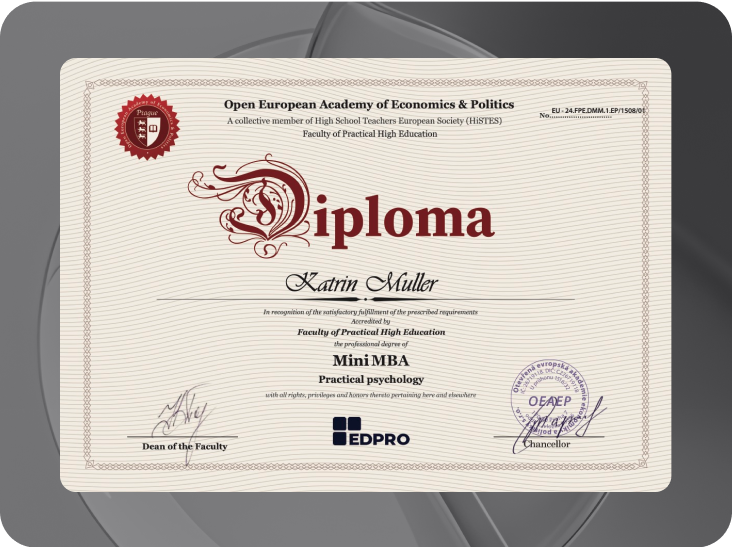 Open European Academy of Economics & Politics
A collective member of High School Teachers European Society (HiSTES)
Faculty of Practical High Education
No. EU - 24.FPE.DMM.1.EP/1508/01
Prague
Diploma
Katrin Muller
In recognition of the satisfactory fulfillment of the prescribed requirements
Accredited by
Faculty of Practical High Education
the professional degree of
Mini MBA
Practical psychology
with all rights, privileges and honors thereto pertaining here and elsewhere
Otevřená evropská akademie
OEAEP
EDPRO
Dean of the Faculty
Chancellor